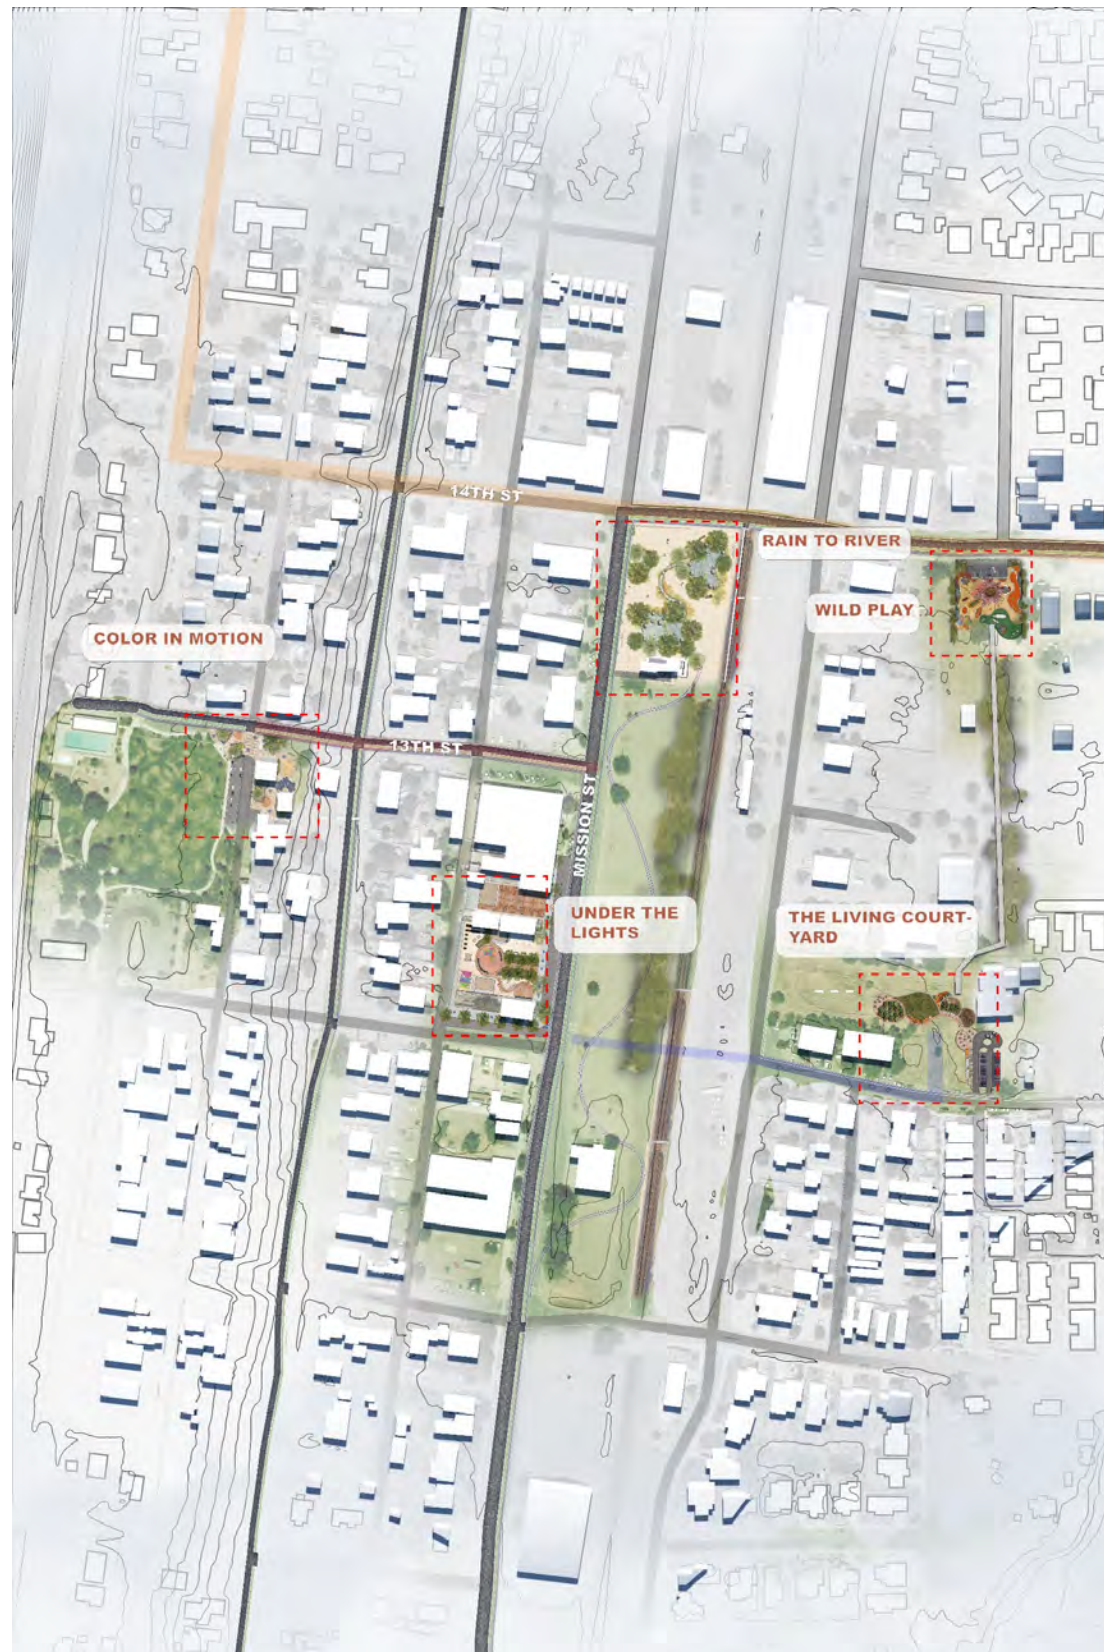 14TH ST
RAIN TO RIVER
WILD PLAY
COLOR IN MOTION
13TH ST
MISSION ST
UNDER THE
LIGHTS
THE LIVING COURT-
YARD